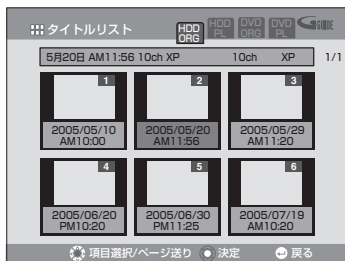 タイトルリスト
HDD ORG
HDD PL
DVD ORG
DVD PL
G GUIDE
5月20日 AM11:56 10ch XP 10ch XP 1/1
1
2005/05/10
AM10:00
2
2005/05/20
AM11:56
3
2005/05/29
AM11:20
4
2005/06/20
PM10:20
5
2005/06/30
PM11:25
6
2005/07/19
AM10:20
項目選択/ページ送り 決定 戻る